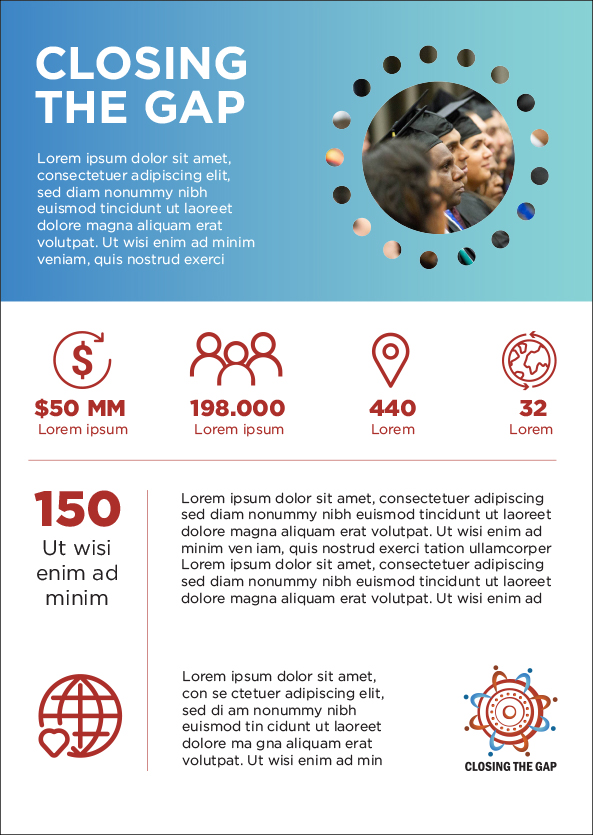 CLOSING
THE GAP
Lorem ipsum dolor sit amet,
consectetuer adipiscing elit,
sed diam nonummy nibh
euismod tincidunt ut laoreet
dolore magna aliquam erat
volutpat. Ut wisi enim ad minim
veniam, quis nostrud exerci
$50 MM
Lorem ipsum
198.000
Lorem ipsum
440
Lorem
32
Lorem
150
Ut wisi
enim ad
minim
Lorem ipsum dolor sit amet, consectetuer adipiscing
sed diam nonummy nibh euismod tincidunt ut laoreet
dolore magna aliquam erat volutpat. Ut wisi enim ad
minim ven iam, quis nostrud exerci tation ullamcorper
Lorem ipsum dolor sit amet, consectetuer adipiscing
sed diam nonummy nibh euismod tincidunt ut laoreet
dolore magna aliquam erat volutpat. Ut wisi enim ad
Lorem ipsum dolor sit amet,
con se ctetuer adipiscing elit,
sed di am nonummy nibh
euismod tin cidunt ut laoreet
dolore ma gna aliquam erat
volutpat. Ut wisi enim ad min
CLOSING THE GAP